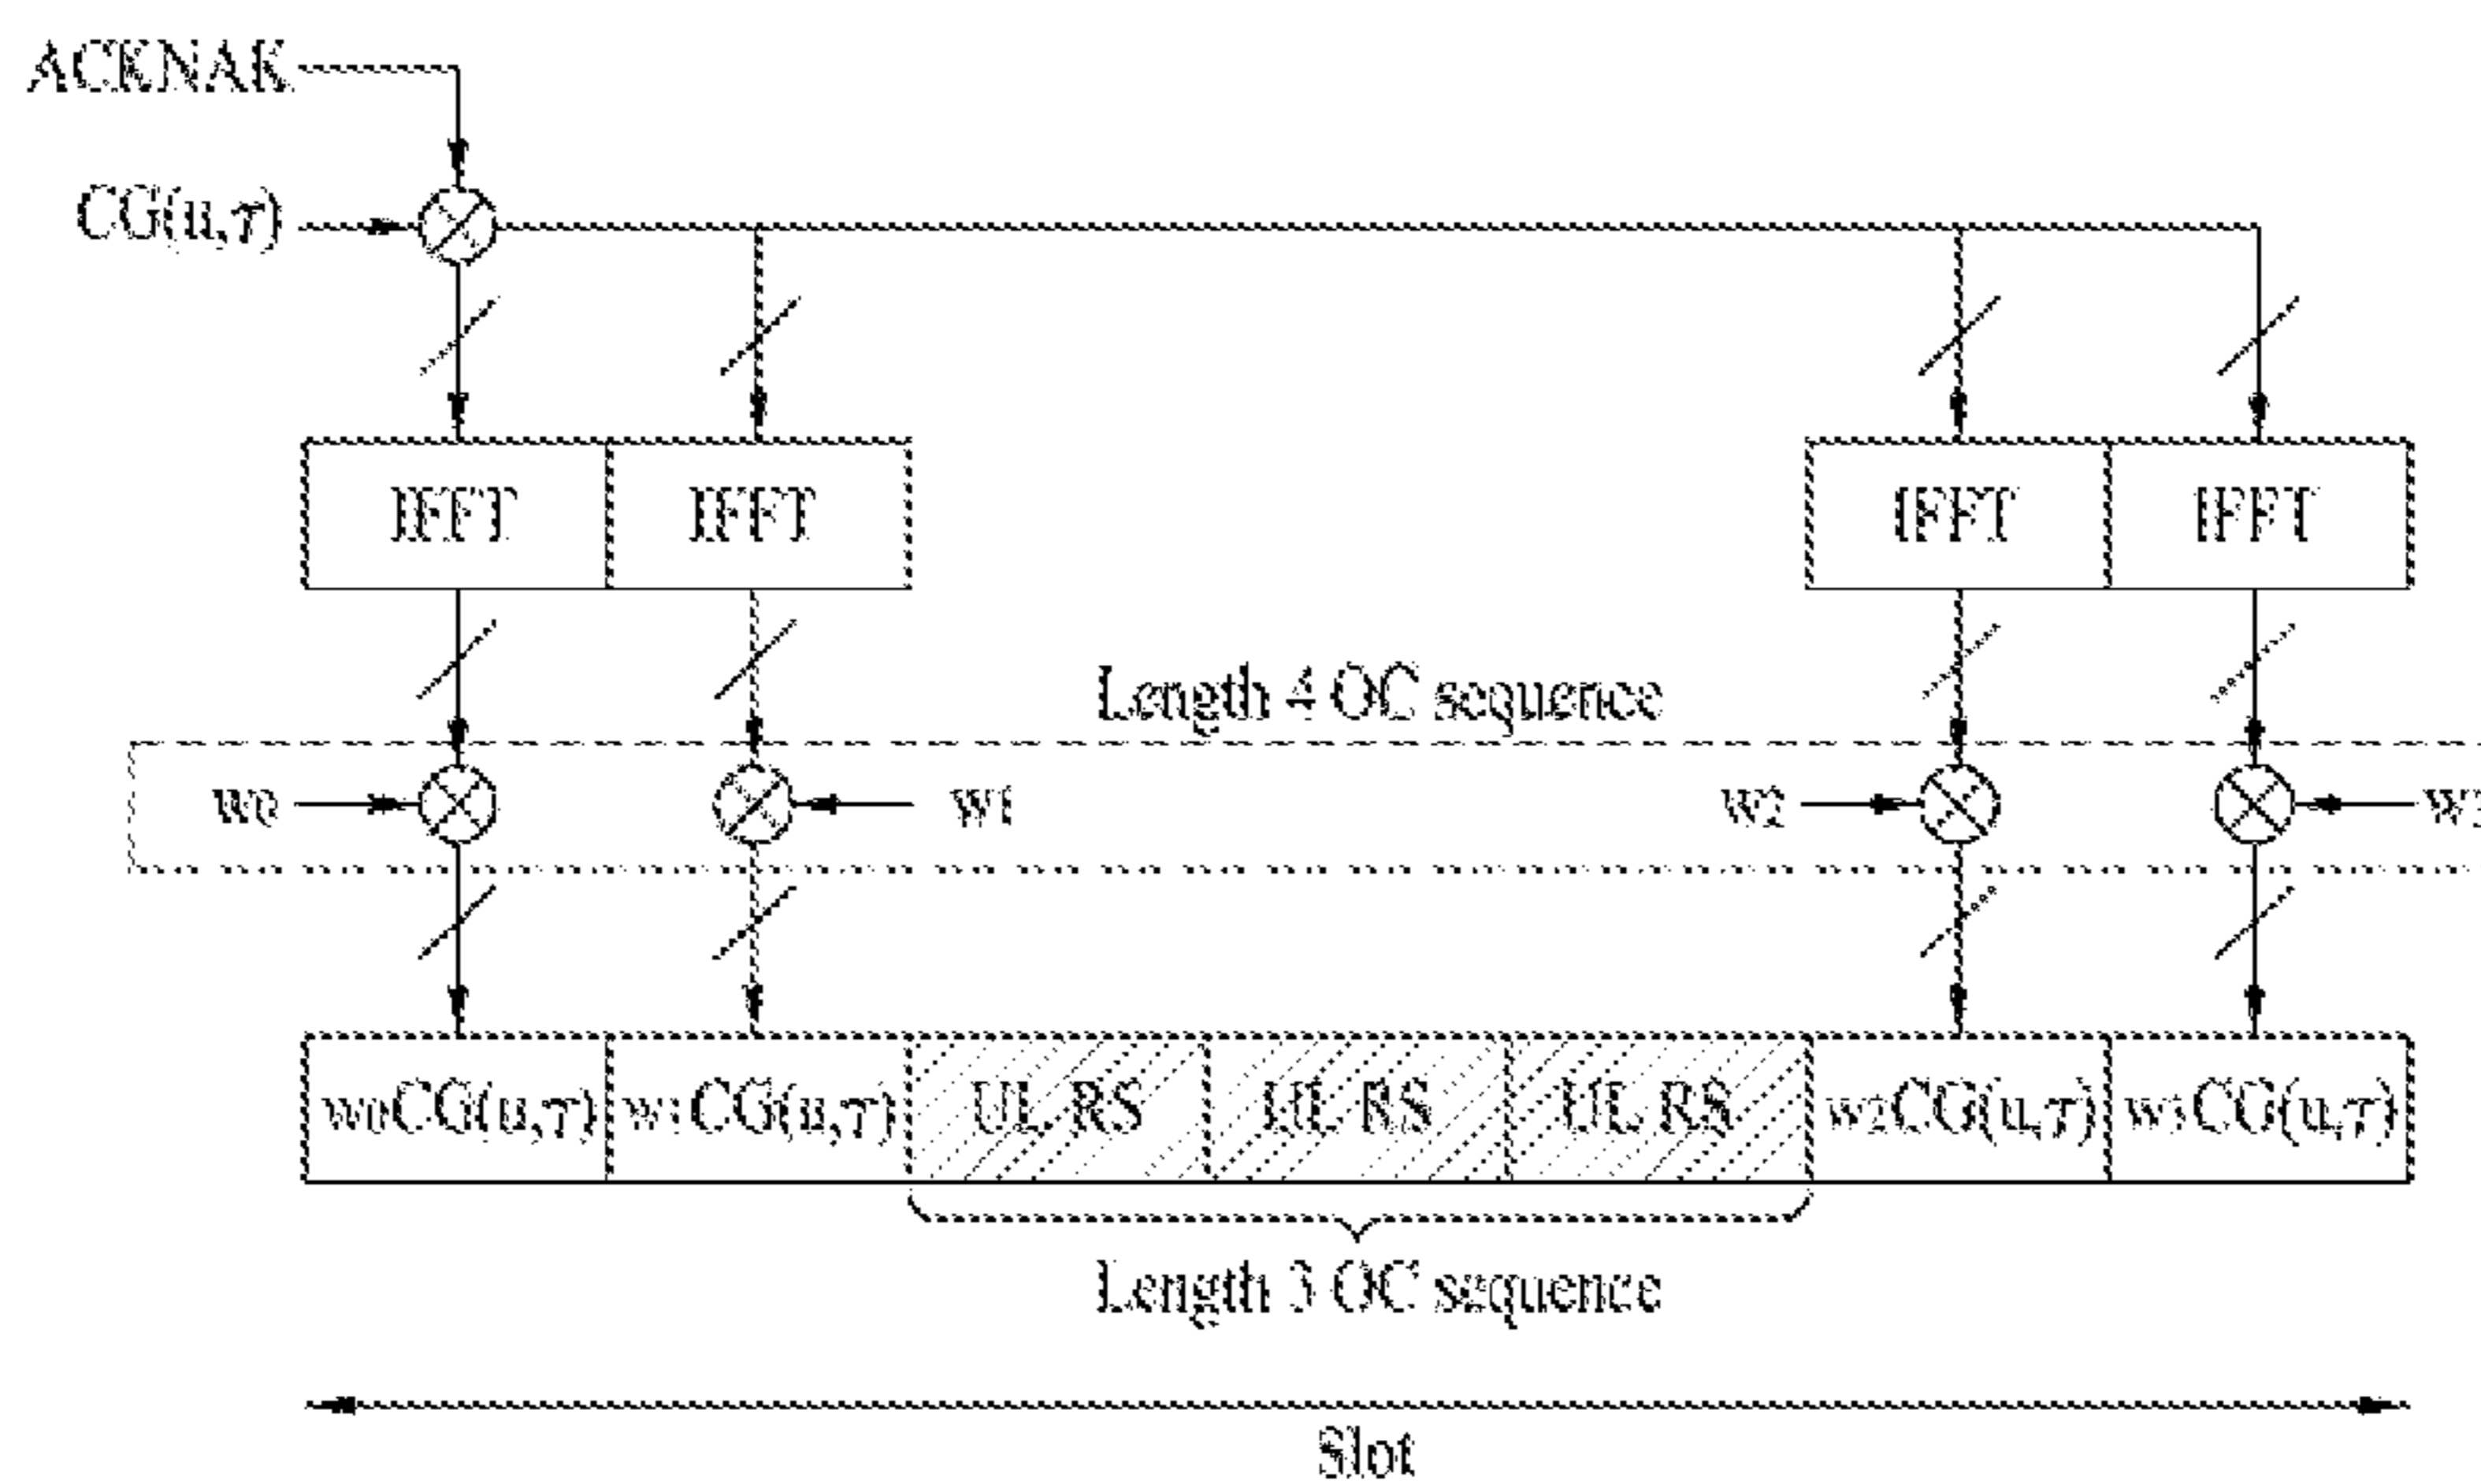 ACKNAK
CG(u,τ)
IFFT IFFT IFFT IFFT
Length 4 OC sequence
w0 w1 w2
w0CG(u,τ) w1CG(u,τ) UL RS UL RS UL RS w2CG(u,τ) w3CG(u,τ)
Length 3 OC sequence
Slot